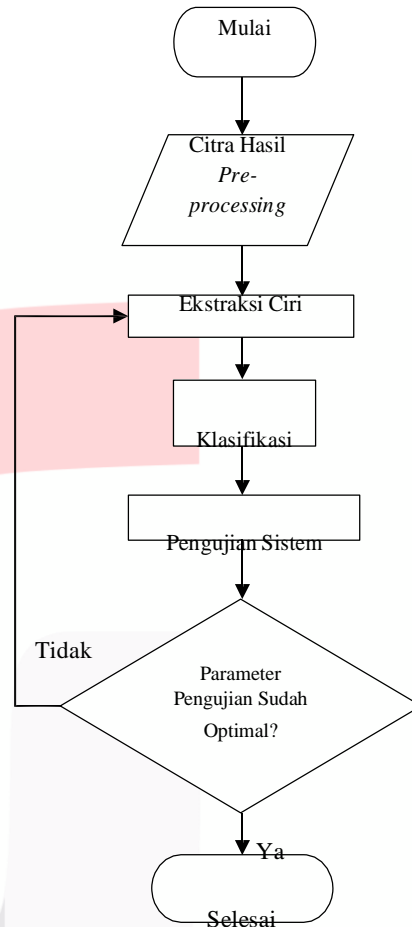 Mulai
Citra Hasil
Pre-
processing
Ekstraksi Ciri
Klasifikasi
Pengujian Sistem
Tidak
Parameter
Pengujian Sudah
Optimal?
Ya
Selesai